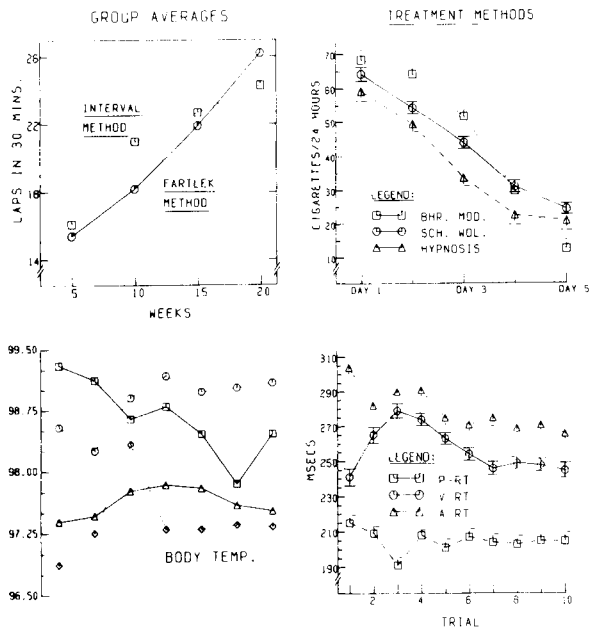 GROUP AVERAGES
LAPS IN 30 MINS.
26
22
18
14
INTERVAL
METHOD
FARTLEK
METHOD
5
10
15
20
WEEKS
TREATMENT METHODS
CIGARETTES/24 HOURS
70
60
50
40
30
20
10
LEGEND:
BHR. MOD.
SCH. WOL.
HYPNOSIS
DAY 1
DAY 3
DAY 5
99.50
98.75
98.00
97.25
96.50
BODY TEMP.
MSECS
310
290
270
250
230
210
190
LEGEND:
P-RT
V-RT
A-RT
2
4
6
8
10
TRIAL